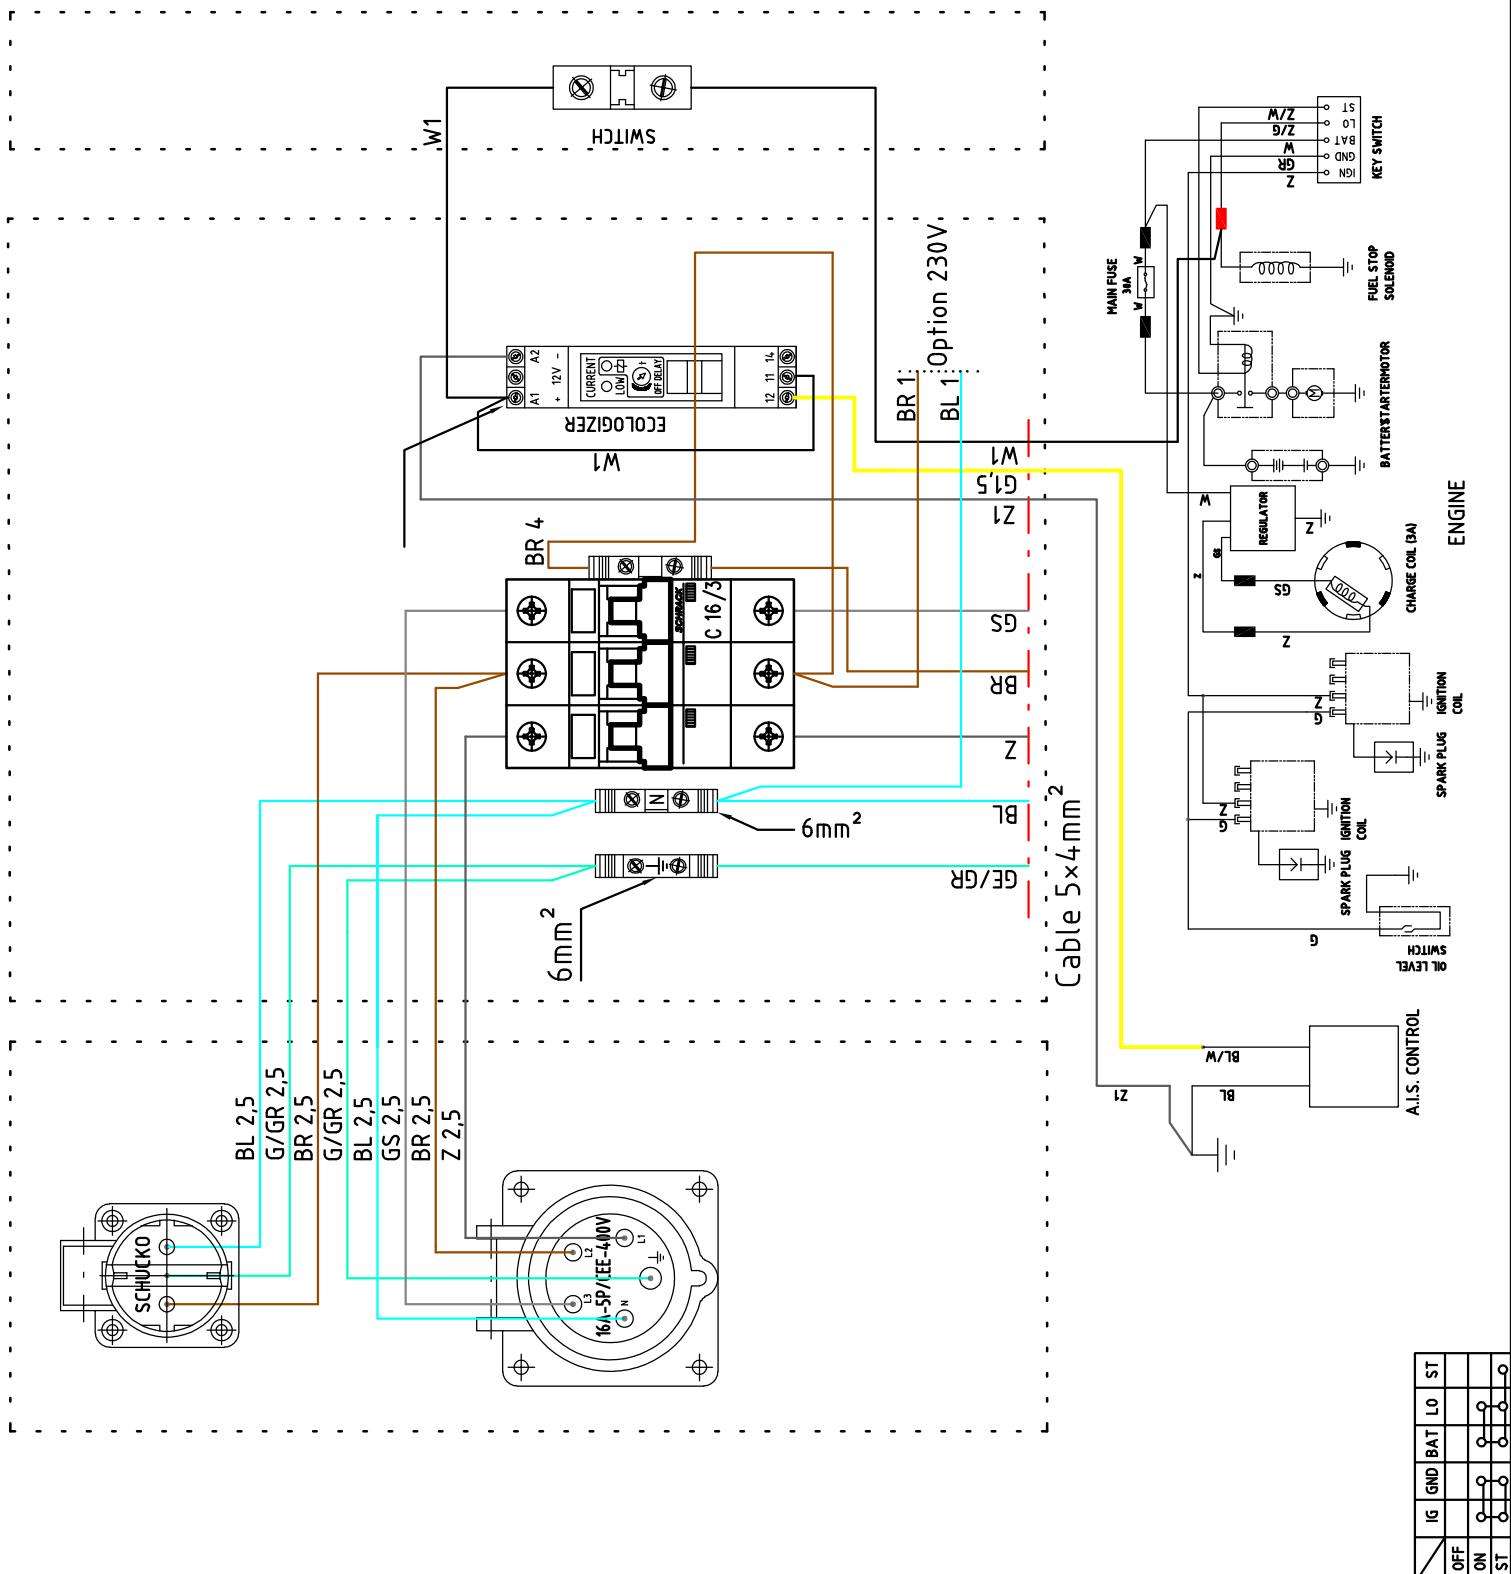 W1
SWITCH
Z/W
Z/G
W
GR
Z
ST
LO
BAT
GND
IGN
KEY SWITCH
MAIN FUSE
30A
W
W
FUEL STOP
SOLENOID
BATTERY
STARTERMOTOR
A2
A1
12V
+
-
CURRENT
LOW
OFF DELAY
14
11
12
ECOLOGIZER
W1
Option 230V
BR 1
BL 1
W1
G1,5
Z1
BR 4
SCHRACK
C 16 /3
GS
BR
Z
N
BL
6mm²
GE/GR
6mm²
Cable 5x4mm²
W
REGULATOR
Z
GS
Z
GS
Z
CHARGE COIL (3A)
ENGINE
Z
G
IGNITION
COIL
SPARK PLUG
Z
G
IGNITION
COIL
SPARK PLUG
G
OIL LEVEL
SWITCH
BL/W
BL
Z1
A.I.S. CONTROL
BL 2,5
G/GR 2,5
BR 2,5
G/GR 2,5
BL 2,5
GS 2,5
BR 2,5
Z 2,5
SCHUCKO
16A-5P/CEE-400V
L1
L2
L3
N
IG GND BAT LO ST
OFF
ON
ST